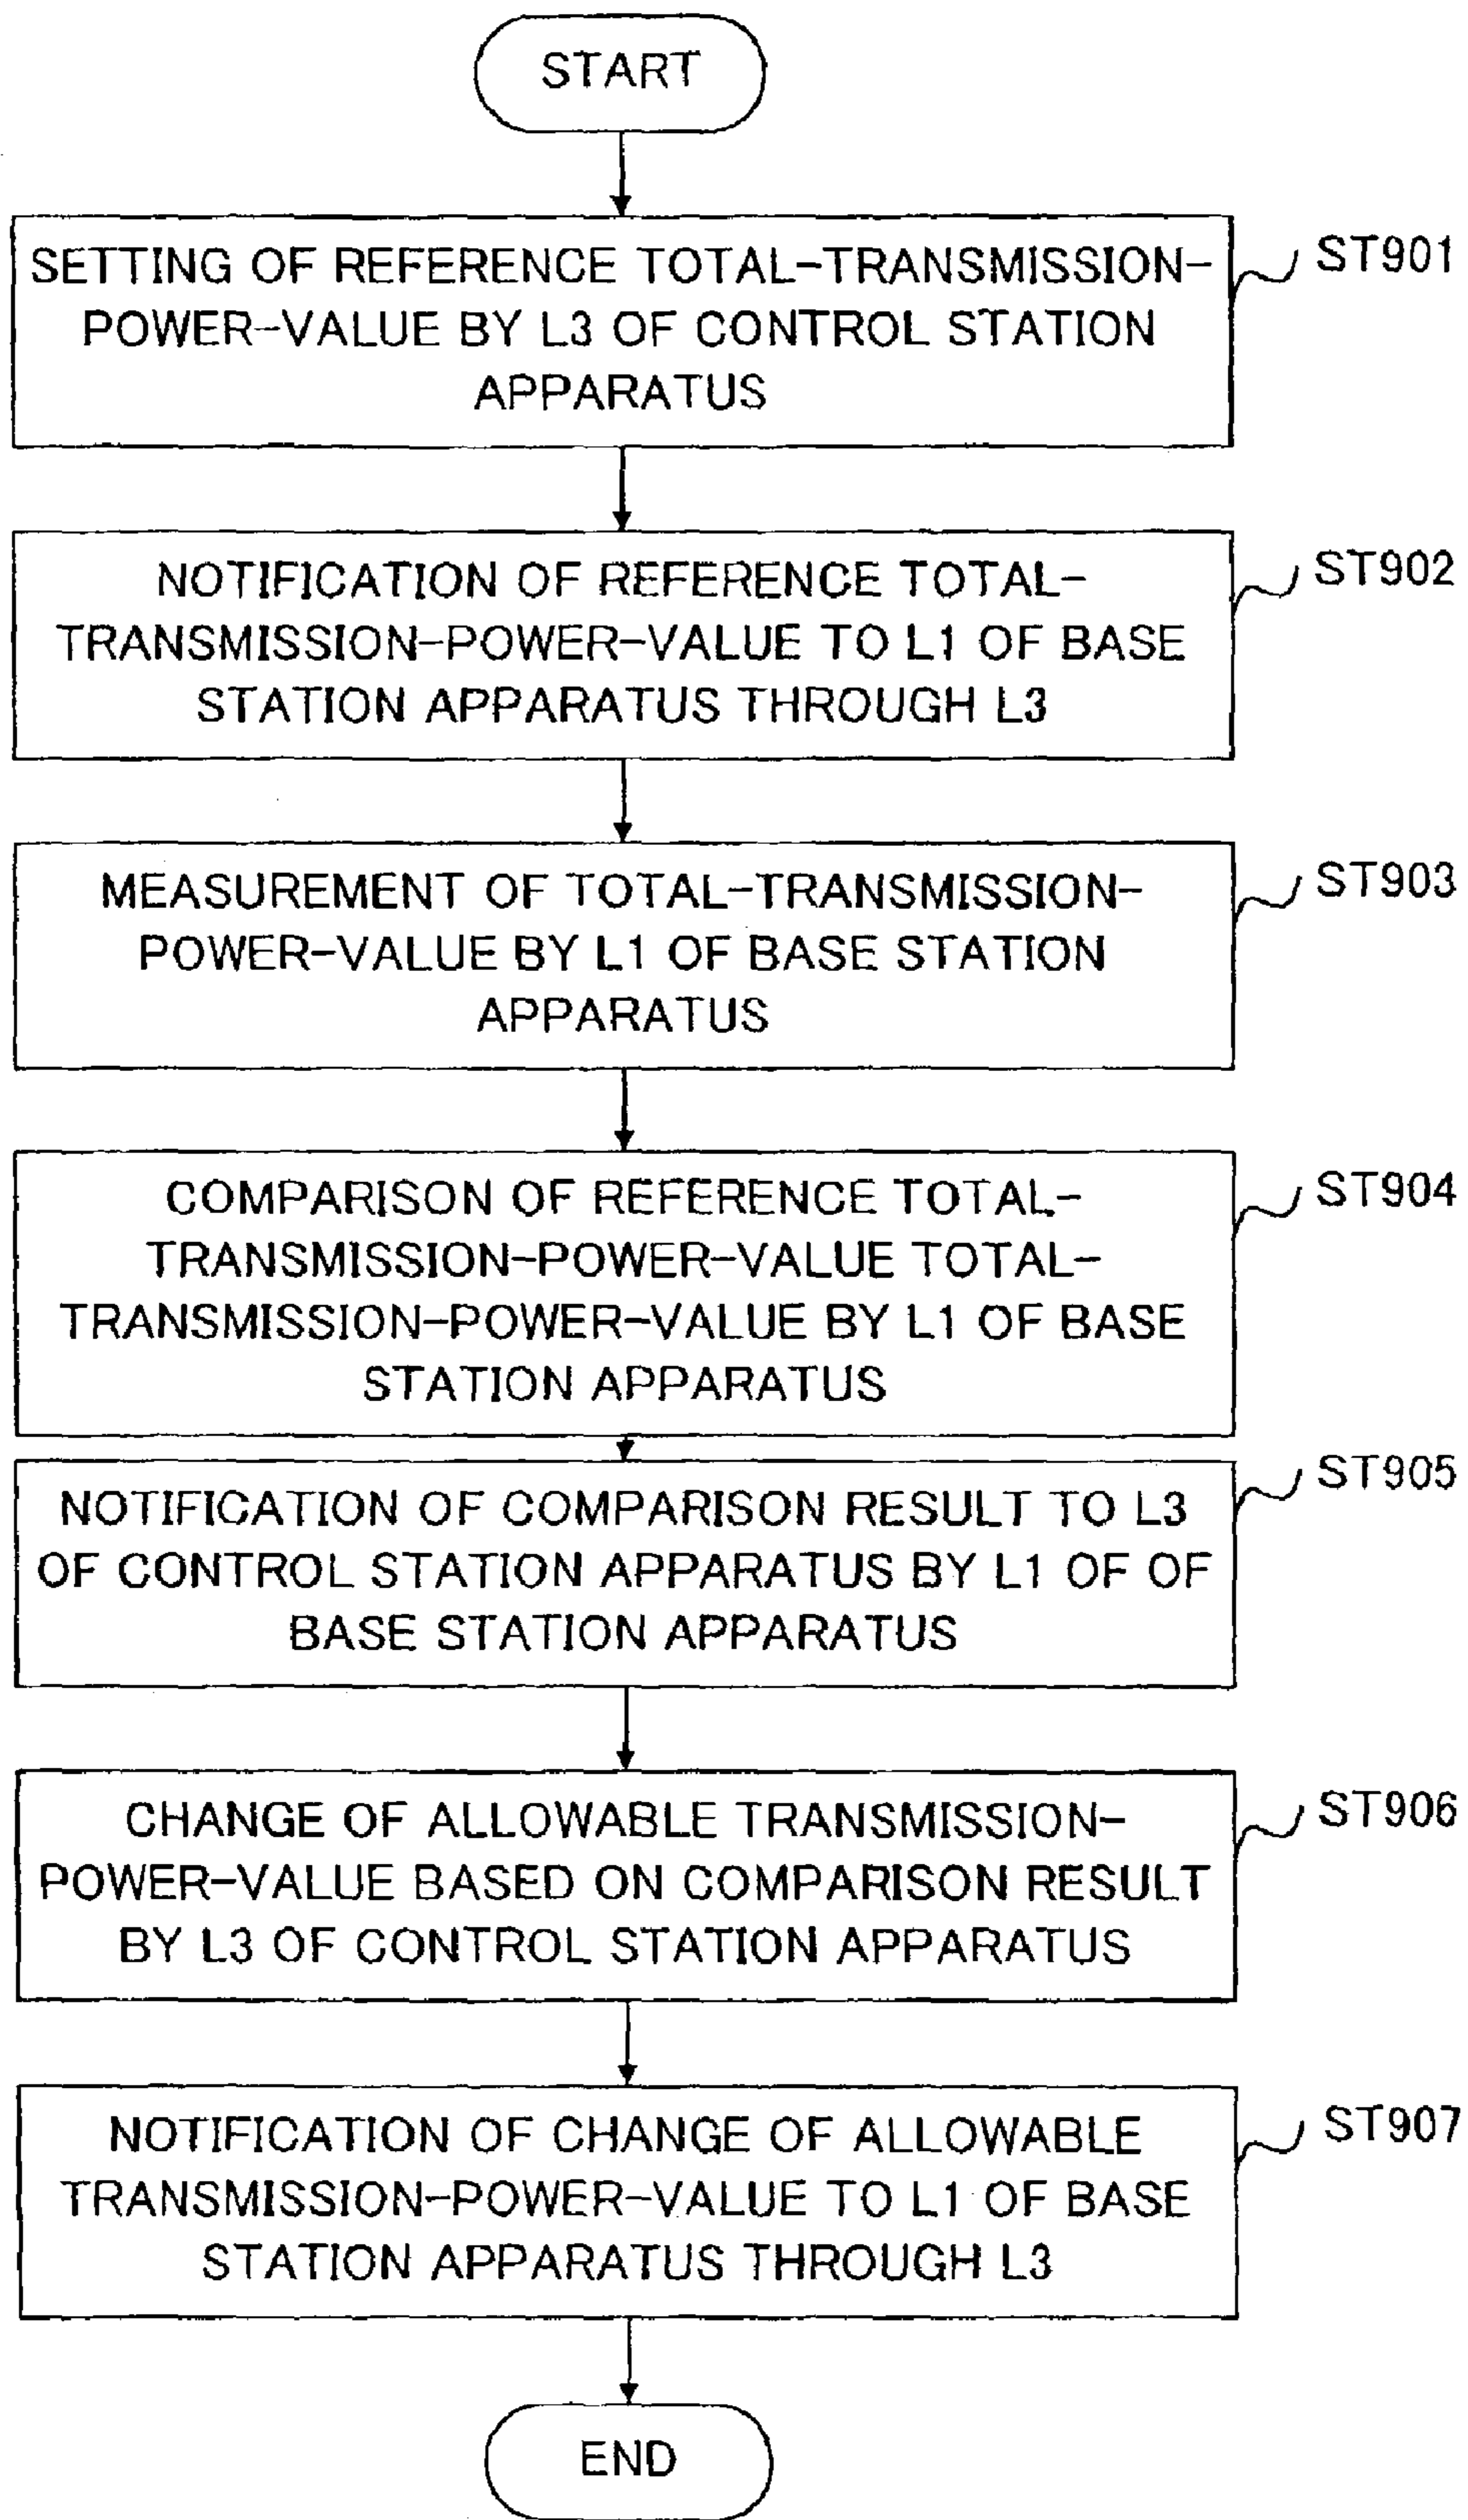 START
SETTING OF REFERENCE TOTAL-TRANSMISSION-
POWER-VALUE BY L3 OF CONTROL STATION
APPARATUS
ST901
NOTIFICATION OF REFERENCE TOTAL-
TRANSMISSION-POWER-VALUE TO L1 OF BASE
STATION APPARATUS THROUGH L3
ST902
MEASUREMENT OF TOTAL-TRANSMISSION-
POWER-VALUE BY L1 OF BASE STATION
APPARATUS
ST903
COMPARISON OF REFERENCE TOTAL-
TRANSMISSION-POWER-VALUE TOTAL-
TRANSMISSION-POWER-VALUE BY L1 OF BASE
STATION APPARATUS
ST904
NOTIFICATION OF COMPARISON RESULT TO L3
OF CONTROL STATION APPARATUS BY L1 OF OF
BASE STATION APPARATUS
ST905
CHANGE OF ALLOWABLE TRANSMISSION-
POWER-VALUE BASED ON COMPARISON RESULT
BY L3 OF CONTROL STATION APPARATUS
ST906
NOTIFICATION OF CHANGE OF ALLOWABLE
TRANSMISSION-POWER-VALUE TO L1 OF BASE
STATION APPARATUS THROUGH L3
ST907
END